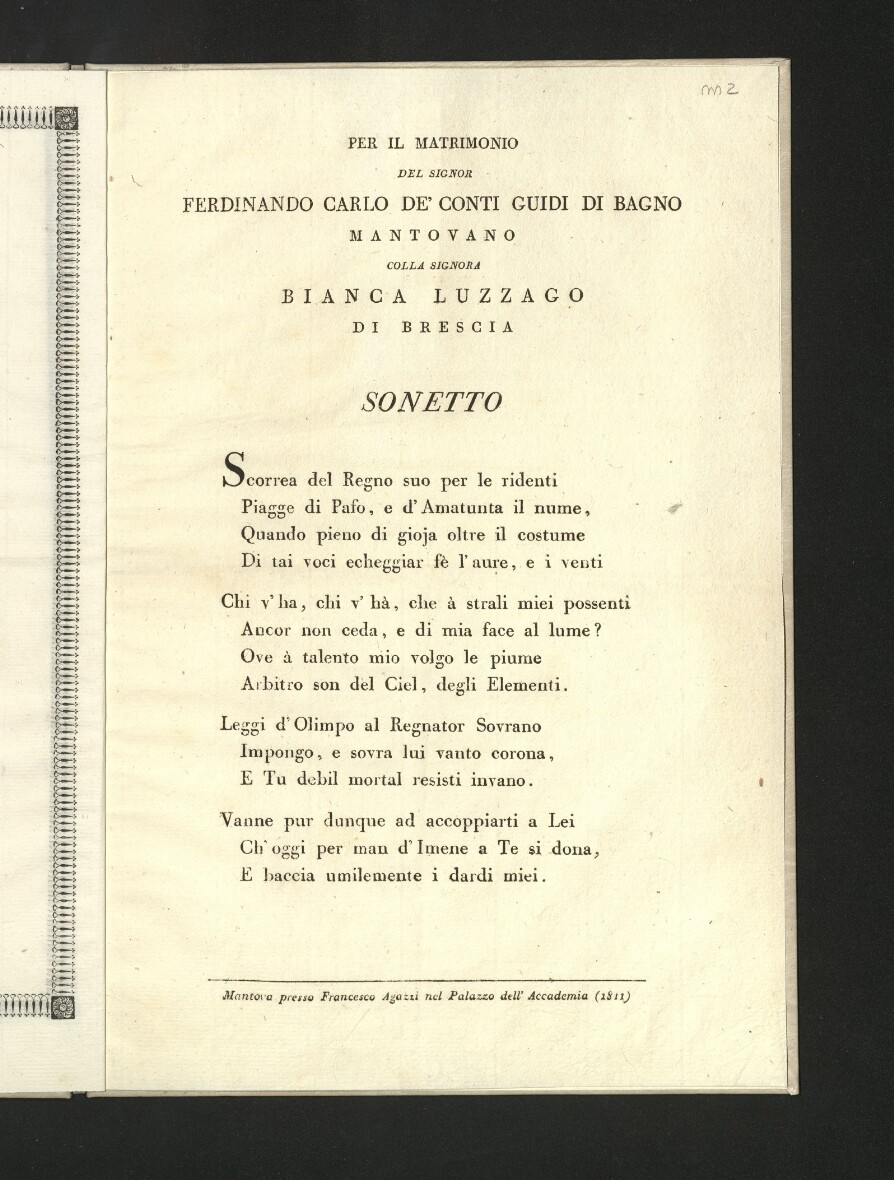 m2
PER IL MATRIMONIO
DEL SIGNOR
FERDINANDO CARLO DE' CONTI GUIDI DI BAGNO
MANTOVANO
COLLA SIGNORA
BIANCA LUZZAGO
DI BRESCIA
SONETTO
Scorrea del Regno suo per le ridenti
Piagge di Pafo, e d'Amatunta il nume,
Quando pieno di gioja oltre il costume
Di tai voci echeggiar fè l'aure, e i venti
Chi v'ha, chi v'hà, che à strali miei possenti
Ancor non ceda, e di mia face al lume?
Ove à talento mio volgo le piume
Arbitro son del Ciel, degli Elementi.
Leggi d'Olimpo al Regnator Sovrano
Impongo, e sovra lui vanto corona,
E Tu debil mortal resisti invano.
Vanne pur dunque ad accoppiarti a Lei
Ch'oggi per man d'Imene a Te si dona,
E baccia umilemente i dardi miei.
Mantova presso Francesco Agazzi nel Palazzo dell' Accademia (1811)